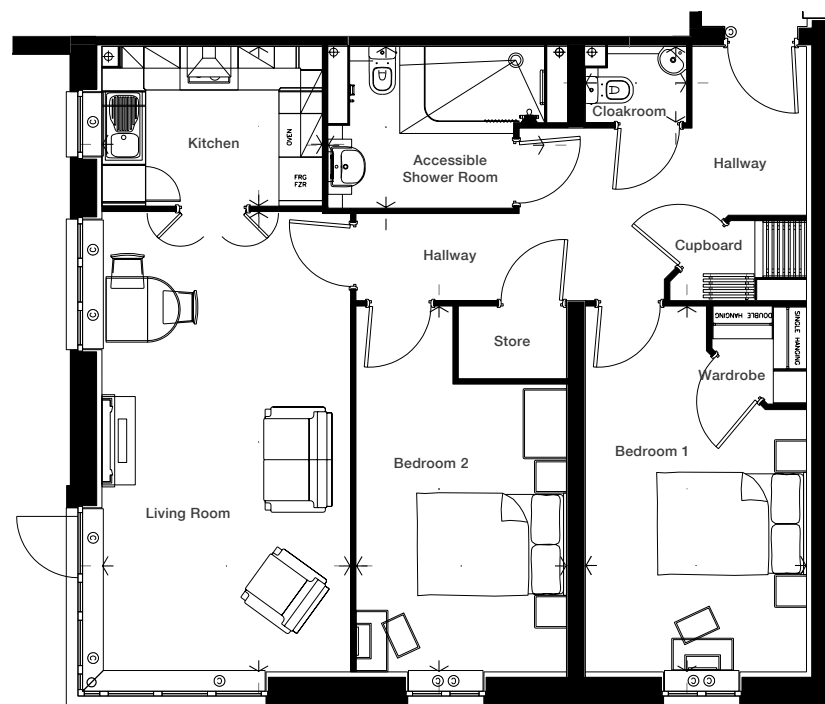 Kitchen
OVEN
FRG
FZR
Accessible
Shower Room
Cloakroom
Hallway
Hallway
Cupboard
Store
DOUBLE HANGING
SINGLE HANGING
Wardrobe
Bedroom 2
Bedroom 1
Living Room
C
C
C
C
C
C
C
C
C
C
C